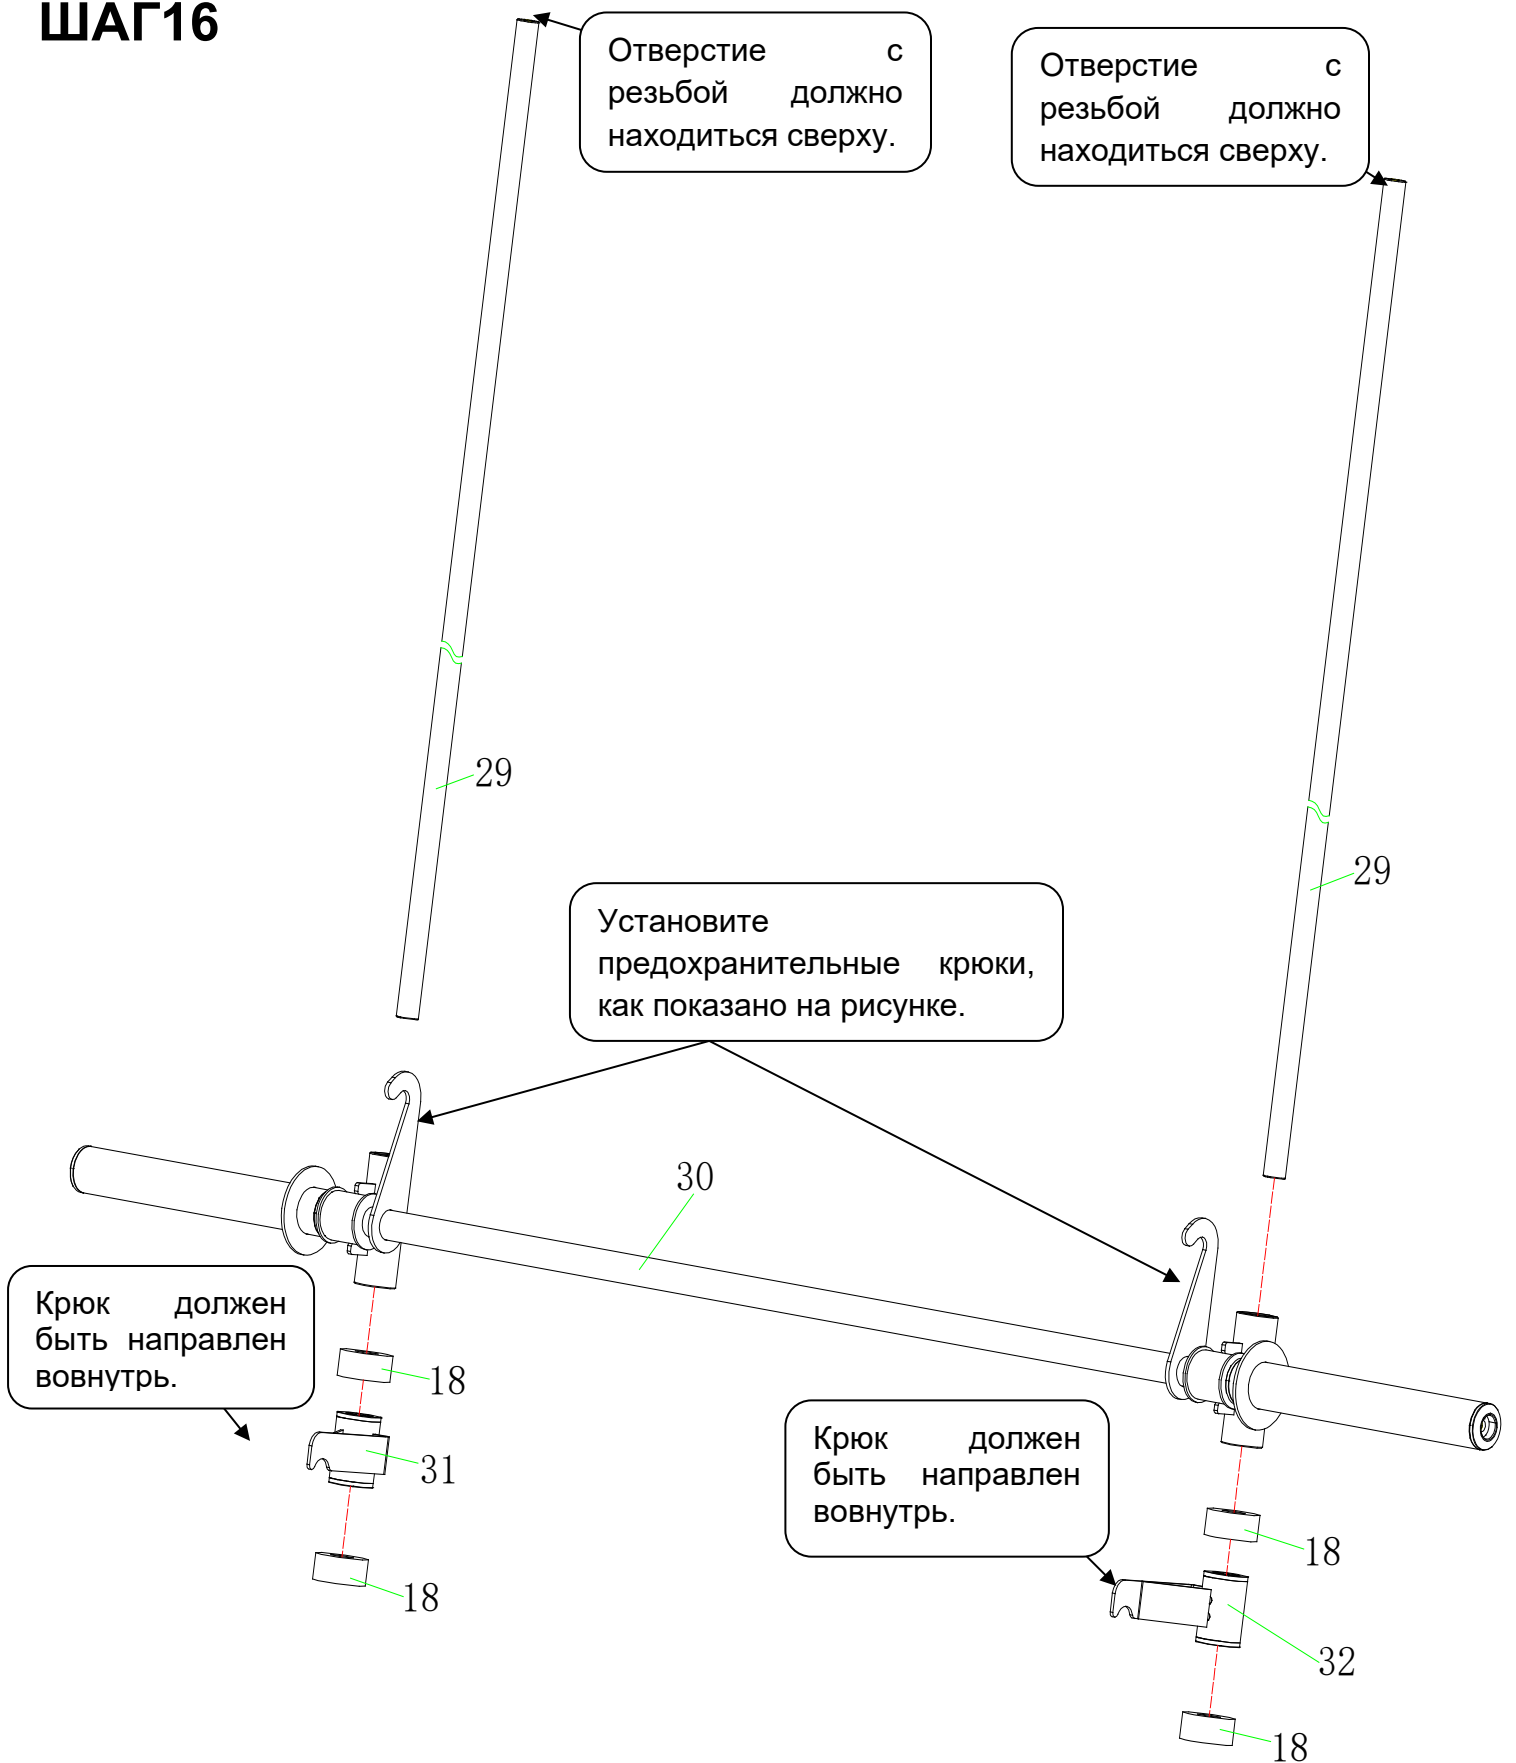 ШАГ16
Отверстие с
резьбой должно
находиться сверху.
Отверстие с
резьбой должно
находиться сверху.
29
29
Установите
предохранительные крюки,
как показано на рисунке.
30
Крюк должен
быть направлен
вовнутрь.
18
31
18
Крюк должен
быть направлен
вовнутрь.
18
32
18